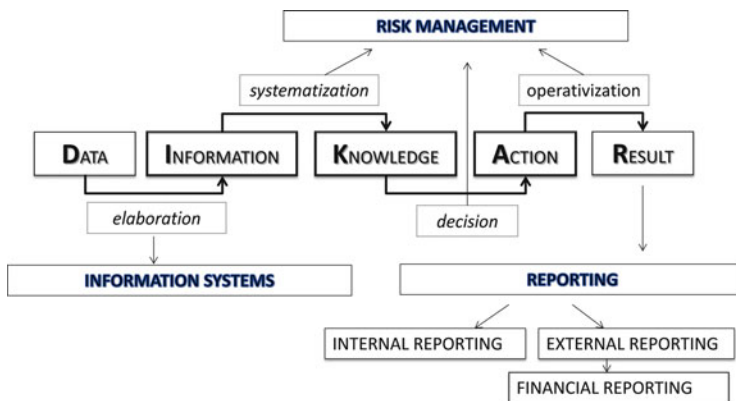 RISK MANAGEMENT
systematization
operativization
DATA
INFORMATION
KNOWLEDGE
ACTION
RESULT
elaboration
decision
INFORMATION SYSTEMS
REPORTING
INTERNAL REPORTING
EXTERNAL REPORTING
FINANCIAL REPORTING